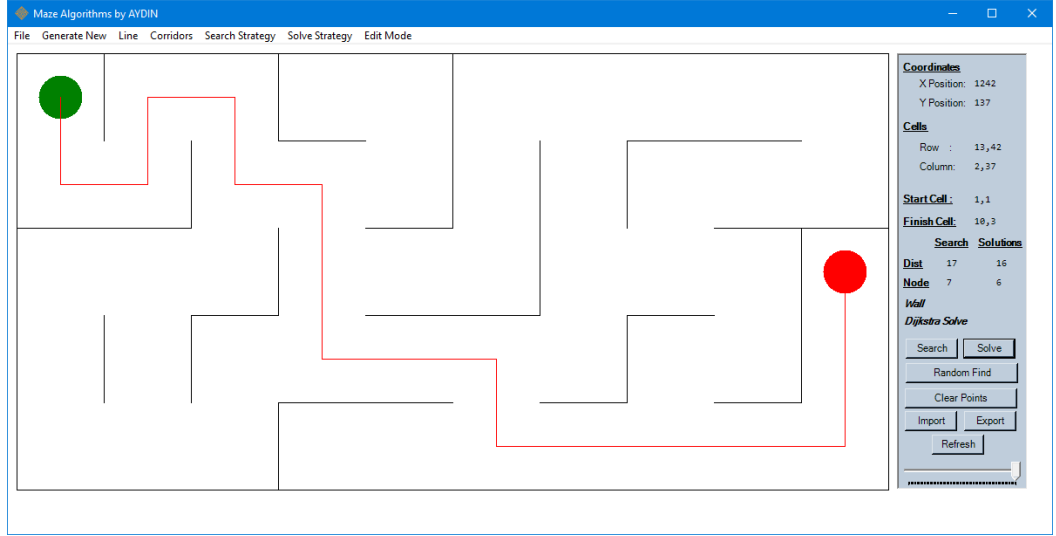 Maze Algorithms by AYDIN
File Generate New Line Corridors Search Strategy Solve Strategy Edit Mode
Coordinates
X Position: 1242
Y Position: 137
Cells
Row : 13,42
Column: 2,37
Start Cell : 1,1
Finish Cell: 10,3
Search Solutions
Dist 17 16
Node 7 6
Wall
Dijkstra Solve
Search Solve
Random Find
Clear Points
Import Export
Refresh